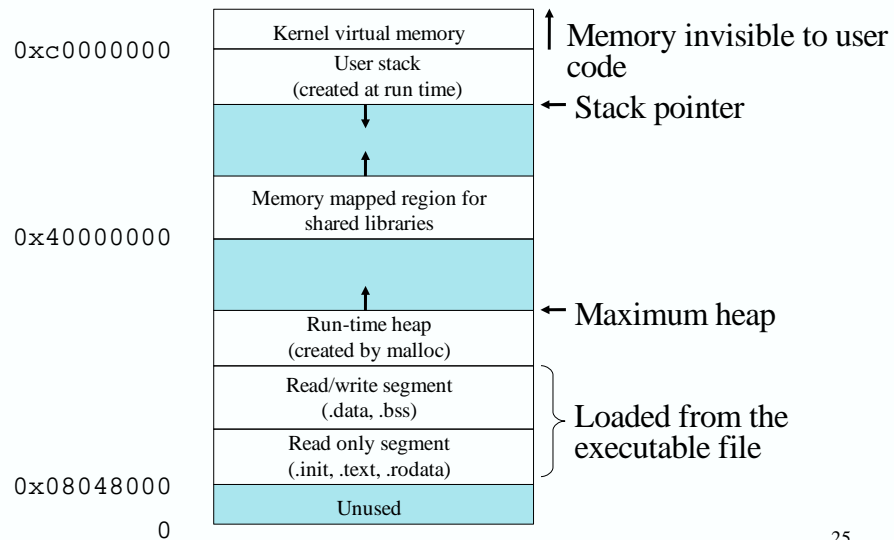 Kernel virtual memory
Memory invisible to user
code
0xc0000000
User stack
(created at run time)
Stack pointer
Memory mapped region for
shared libraries
0x40000000
Maximum heap
Run-time heap
(created by malloc)
Read/write segment
(.data, .bss)
Loaded from the
executable file
Read only segment
(.init, .text, .rodata)
0x08048000
Unused
0
25